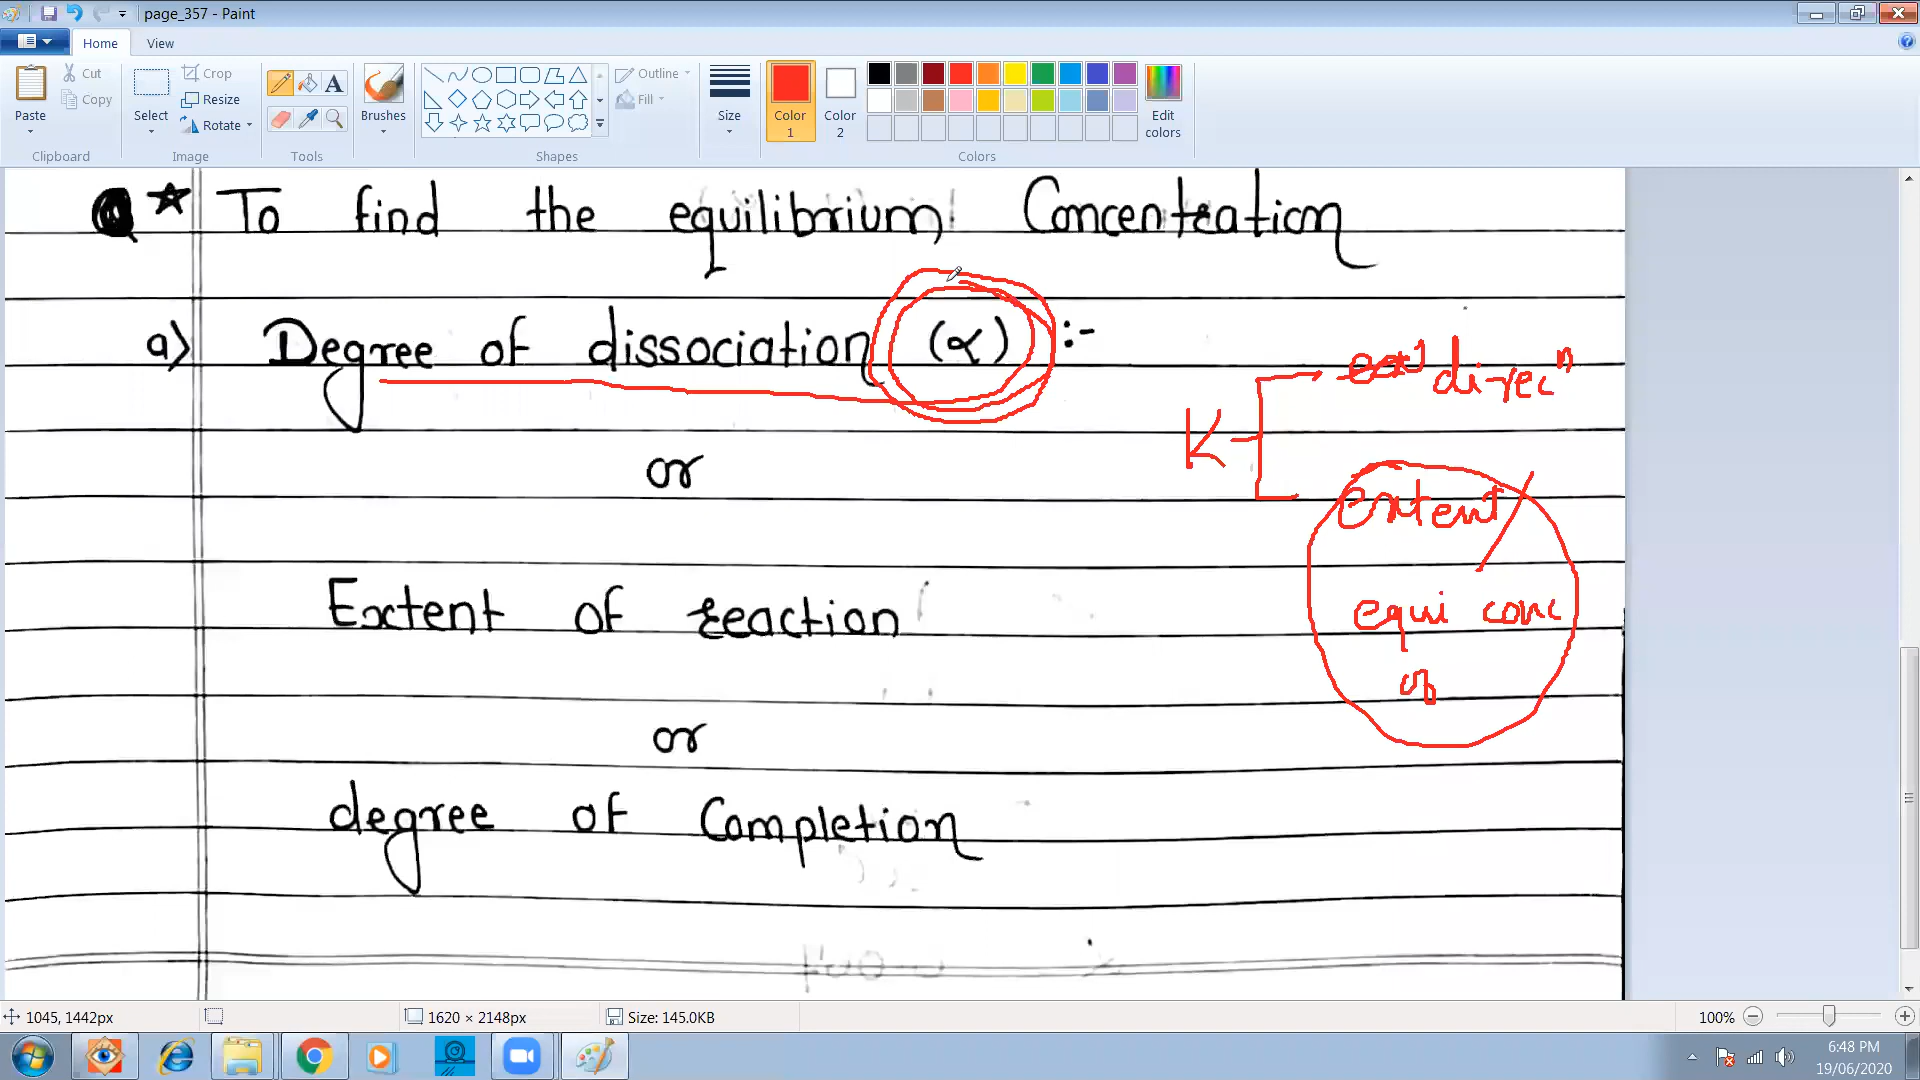 page_357 - Paint
Home View
Cut
Copy
Paste
Crop
Resize
Rotate
Select
Brushes
Outline
Fill
Size
Color 1
Color 2
Edit colors
Clipboard Image Tools Shapes Colors
★ To find the equilibrium Concentration
a) Degree of dissociation (α) :-
or
Extent of reaction
or
degree of Completion
K
direcⁿ
extent
equi conc
of
1045, 1442px
1620 × 2148px
Size: 145.0KB
100%
6:48 PM
19/06/2020